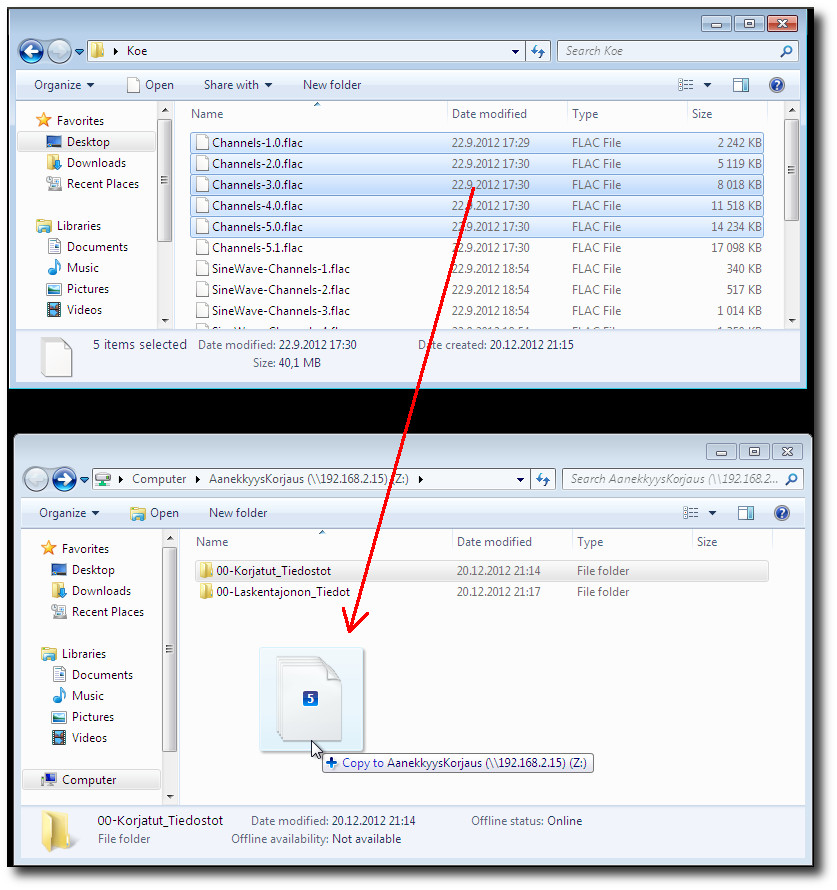 Koe
Search Koe
Organize Open Share with New folder
Name Date modified Type Size
Favorites
Desktop
Downloads
Recent Places
Libraries
Documents
Music
Pictures
Videos
Channels-1.0.flac 22.9.2012 17:29 FLAC File 2 242 KB
Channels-2.0.flac 22.9.2012 17:30 FLAC File 5 119 KB
Channels-3.0.flac 22.9.2012 17:30 FLAC File 8 018 KB
Channels-4.0.flac 22.9.2012 17:30 FLAC File 11 518 KB
Channels-5.0.flac 22.9.2012 17:30 FLAC File 14 234 KB
Channels-5.1.flac 22.9.2012 17:30 FLAC File 17 098 KB
SineWave-Channels-1.flac 22.9.2012 18:54 FLAC File 340 KB
SineWave-Channels-2.flac 22.9.2012 18:54 FLAC File 517 KB
SineWave-Channels-3.flac 22.9.2012 18:54 FLAC File 1 014 KB
5 items selected Date modified: 22.9.2012 17:30 Date created: 20.12.2012 21:15
Size: 40,1 MB
Computer AanekkyysKorjaus (\\192.168.2.15) (Z:)
Search AanekkyysKorjaus (\\192.168.2...
Organize Open New folder
Name Date modified Type Size
Favorites
Desktop
Downloads
Recent Places
Libraries
Documents
Music
Pictures
Videos
Computer
00-Korjatut_Tiedostot 20.12.2012 21:14 File folder
00-Laskentajonon_Tiedot 20.12.2012 21:17 File folder
5
Copy to AanekkyysKorjaus (\\192.168.2.15) (Z:)
00-Korjatut_Tiedostot Date modified: 20.12.2012 21:14 Offline status: Online
File folder Offline availability: Not available